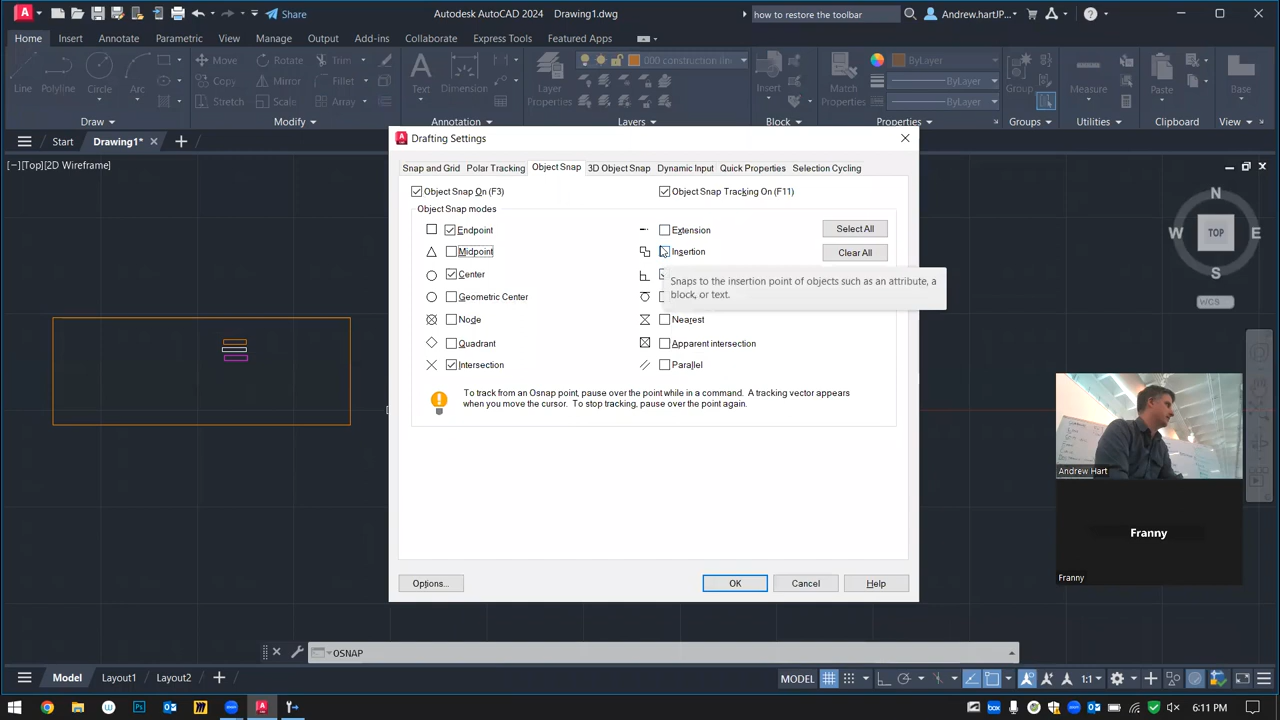 Share
Autodesk AutoCAD 2024 Drawing1.dwg
how to restore the toolbar
Andrew.hartJP...
Home Insert Annotate Parametric View Manage Output Add-ins Collaborate Express Tools Featured Apps
Line
Polyline
Circle
Arc
Move
Copy
Stretch
Rotate
Mirror
Scale
Trim
Fillet
Array
Text
Dimension
Layer
Properties
000 construction line
Insert
Match
Properties
ByLayer
ByLayer
ByLayer
Group
Measure
Paste
Base
Draw
Modify
Annotation
Layers
Block
Properties
Groups
Utilities
Clipboard
View
Start
Drawing1*
[−][Top][2D Wireframe]
Drafting Settings
Snap and Grid Polar Tracking Object Snap 3D Object Snap Dynamic Input Quick Properties Selection Cycling
Object Snap On (F3)
Object Snap Tracking On (F11)
Object Snap modes
Endpoint
Midpoint
Center
Geometric Center
Node
Quadrant
Intersection
Extension
Insertion
Snaps to the insertion point of objects such as an attribute, a
block, or text.
Nearest
Apparent intersection
Parallel
Select All
Clear All
To track from an Osnap point, pause over the point while in a command. A tracking vector appears
when you move the cursor. To stop tracking, pause over the point again.
Options...
OK
Cancel
Help
N
W
TOP
E
S
WCS
Andrew Hart
Franny
Franny
OSNAP
Model Layout1 Layout2
MODEL
1:1
6:11 PM